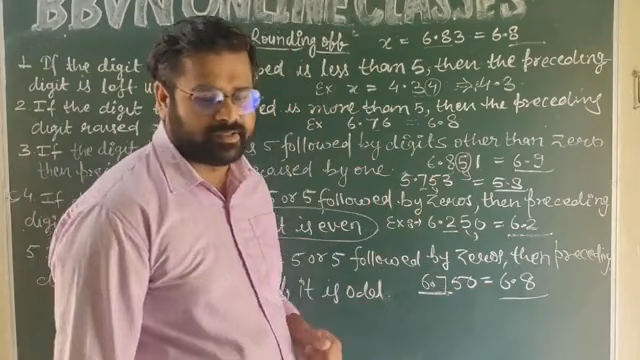 BBVN ONLINE CLASSES
Rounding off
x = 6.83 = 6.8
1. If the digit ped is less than 5, then the preceding
digit is left Ex x = 4.34 ⇒ 4.3
2. If the digit ped is more than 5, then the preceding
digit raised Ex 6.76 = 6.8
3 If the digit is 5 followed by digits other than zero
then raised by one. 6.851 = 6.9
5.753 = 5.8
4 If 5 or 5 followed by zeros, then preceding
it is even Ex 6.250 = 6.2
5 5 or 5 followed by zeros, then preceding
it is odd 6.750 = 6.8